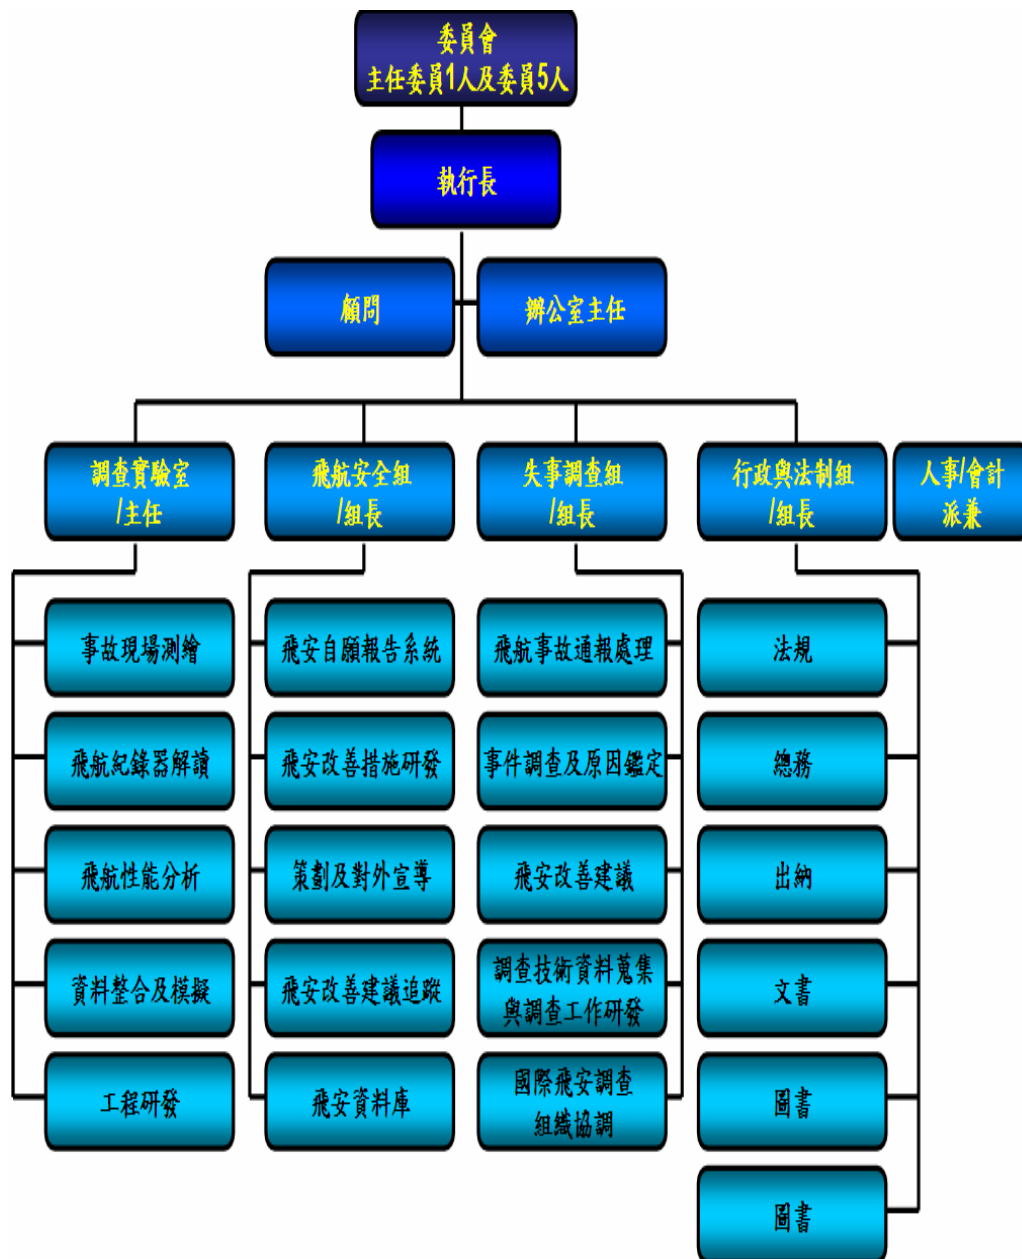 委員會
主任委員1人及委員5人
執行長
顧問
辦公室主任
調查實驗室
/主任
飛航安全組
/組長
失事調查組
/組長
行政與法制組
/組長
人事/會計
派兼
事故現場測繪
飛航紀錄器解讀
飛航性能分析
資料整合及模擬
工程研發
飛安自願報告系統
飛安改善措施研發
策劃及對外宣導
飛安改善建議追蹤
飛安資料庫
飛航事故通報處理
事件調查及原因鑑定
飛安改善建議
調查技術資料蒐集
與調查工作研發
國際飛安調查
組織協調
法規
總務
出納
文書
圖書
圖書